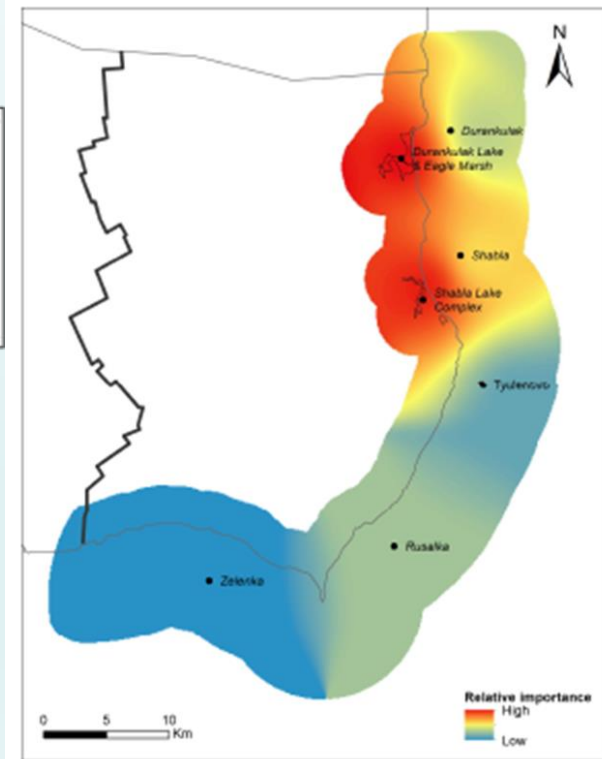 N
Durankulak
Durankulak Lake
& Eagle Marsh
Shabla
Shabla Lake
Complex
Tyulenovo
Rusalka
Zelenka
Relative importance
High
Low
0 5 10
Km